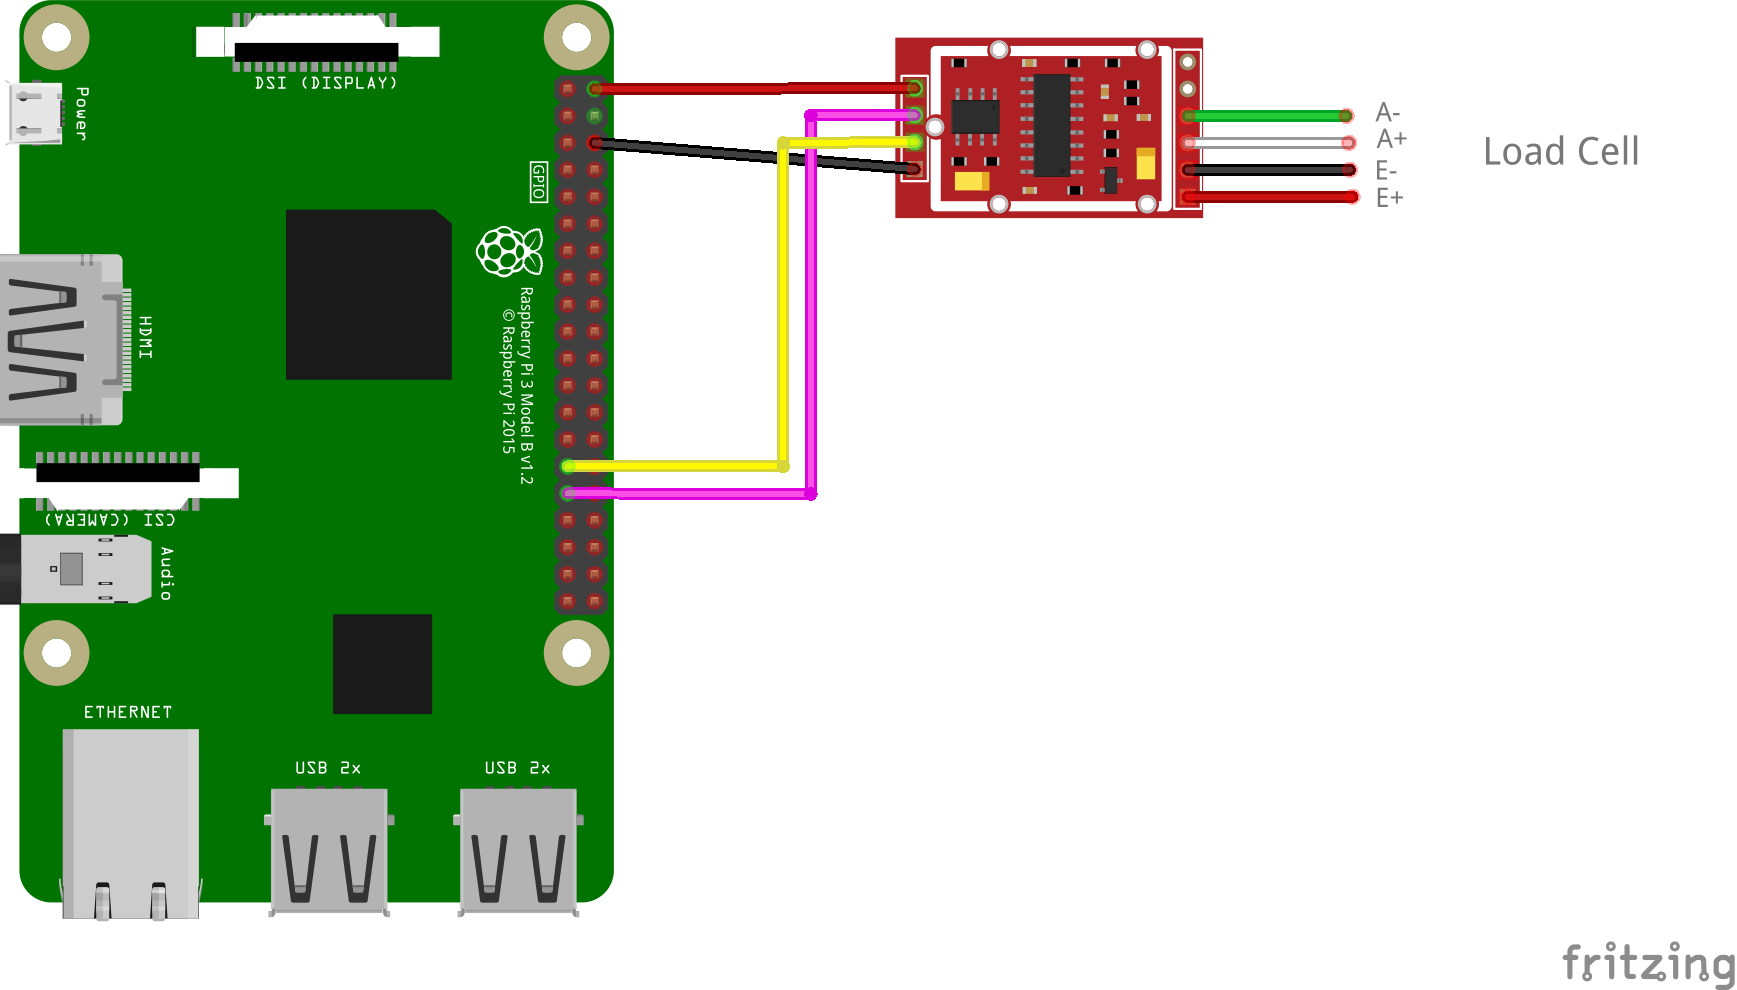 DSI (DISPLAY)
Power
A-
A+
E-
E+
Load Cell
GPIO
HDMI
Raspberry Pi 3 Model B v1.2
© Raspberry Pi 2015
CSI (CAMERA)
Audio
ETHERNET
USB 2x
USB 2x
fritzing